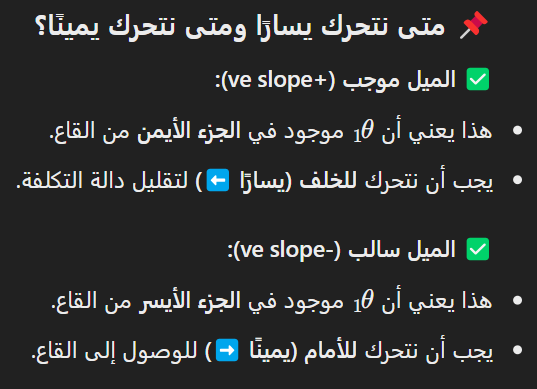 📌 متى نتحرك يسارًا ومتى نتحرك يمينًا؟
✅ الميل موجب (+ve slope):
• هذا يعني أن θ₁ موجود في الجزء الأيمن من القاع.
• يجب أن نتحرك للخلف (يسارًا ⬅️) لتقليل دالة التكلفة.
✅ الميل سالب (-ve slope):
• هذا يعني أن θ₁ موجود في الجزء الأيسر من القاع.
• يجب أن نتحرك للأمام (يمينًا ➡️) للوصول إلى القاع.